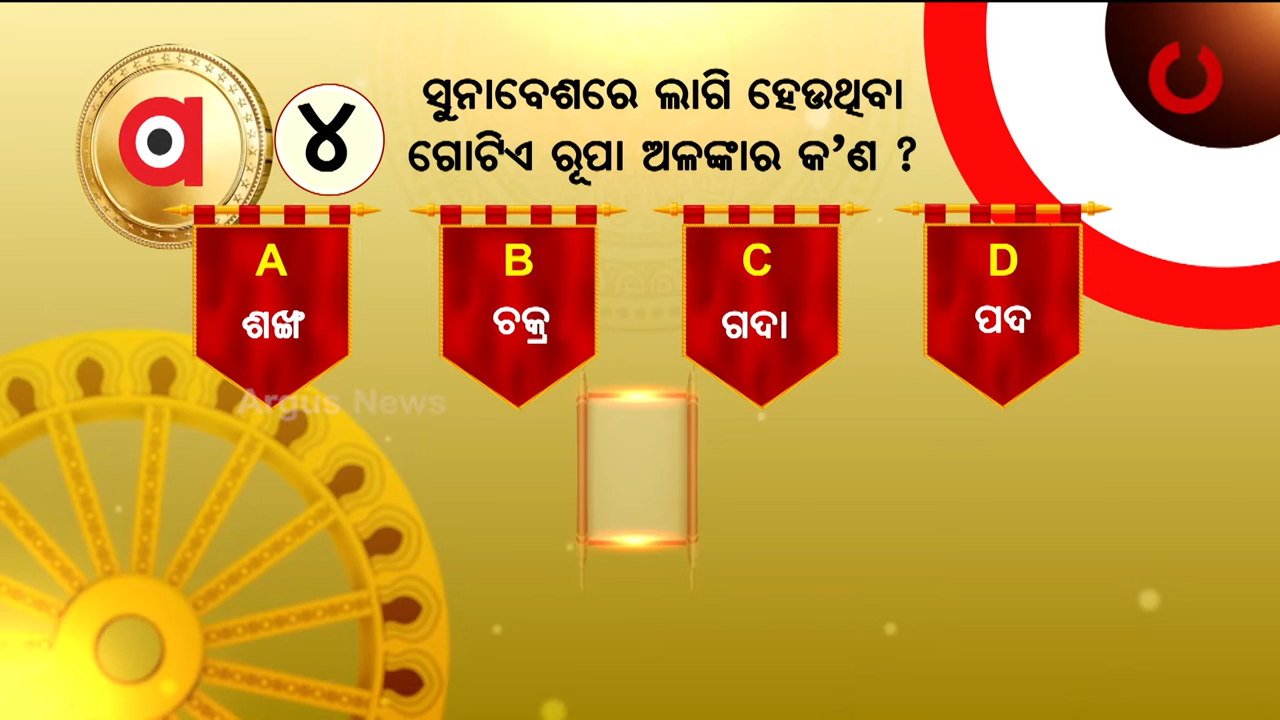 a
୪
ସୁନାବେଶରେ ଲାଗି ହେଉଥିବା
ଗୋଟିଏ ରୂପା ଅଳଙ୍କାର କ'ଣ ?
A
ଶଙ୍ଖ
B
ଚକ୍ର
C
ଗଦା
D
ପଦ
Argus News